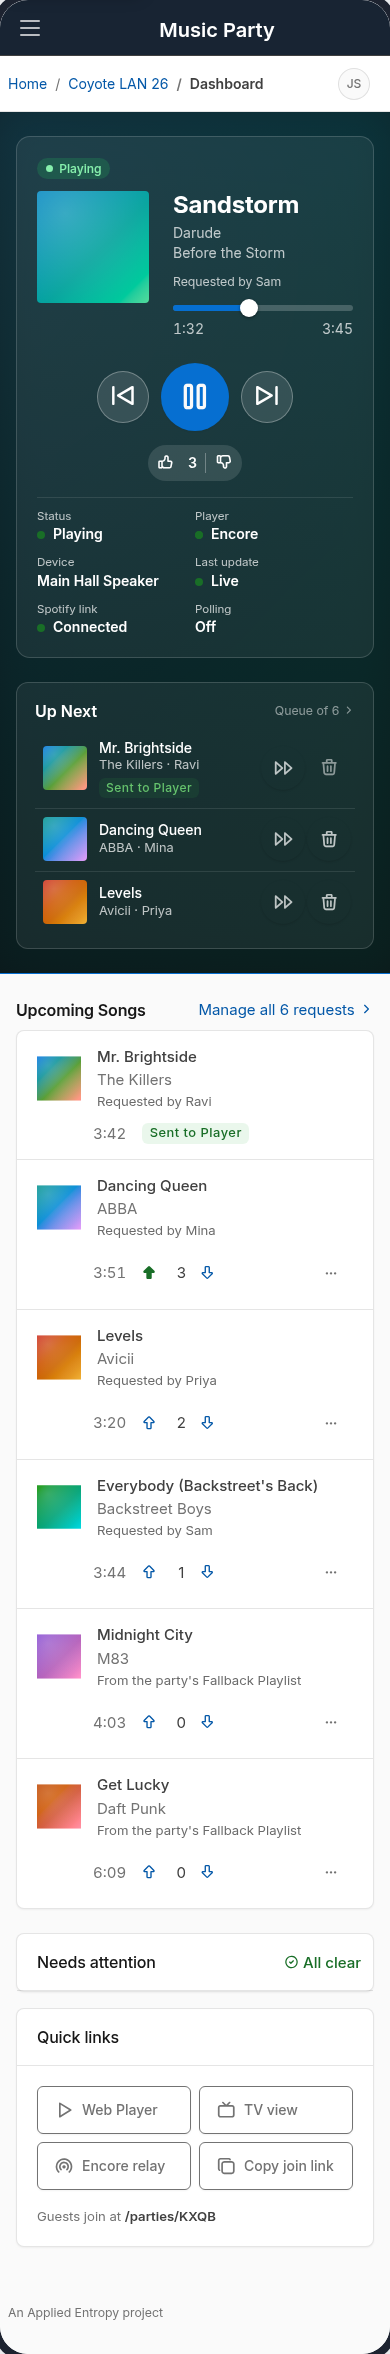 Music Party
Home / Coyote LAN 26 / Dashboard
JS
Playing
Sandstorm
Darude
Before the Storm
Requested by Sam
1:32 3:45
3
Status Player
Playing Encore
Device Last update
Main Hall Speaker Live
Spotify link Polling
Connected Off
Up Next Queue of 6
Mr. Brightside
The Killers · Ravi
Sent to Player
Dancing Queen
ABBA · Mina
Levels
Avicii · Priya
Upcoming Songs Manage all 6 requests
Mr. Brightside
The Killers
Requested by Ravi
3:42 Sent to Player
Dancing Queen
ABBA
Requested by Mina
3:51 3
Levels
Avicii
Requested by Priya
3:20 2
Everybody (Backstreet's Back)
Backstreet Boys
Requested by Sam
3:44 1
Midnight City
M83
From the party's Fallback Playlist
4:03 0
Get Lucky
Daft Punk
From the party's Fallback Playlist
6:09 0
Needs attention All clear
Quick links
Web Player TV view
Encore relay Copy join link
Guests join at /parties/KXQB
An Applied Entropy project